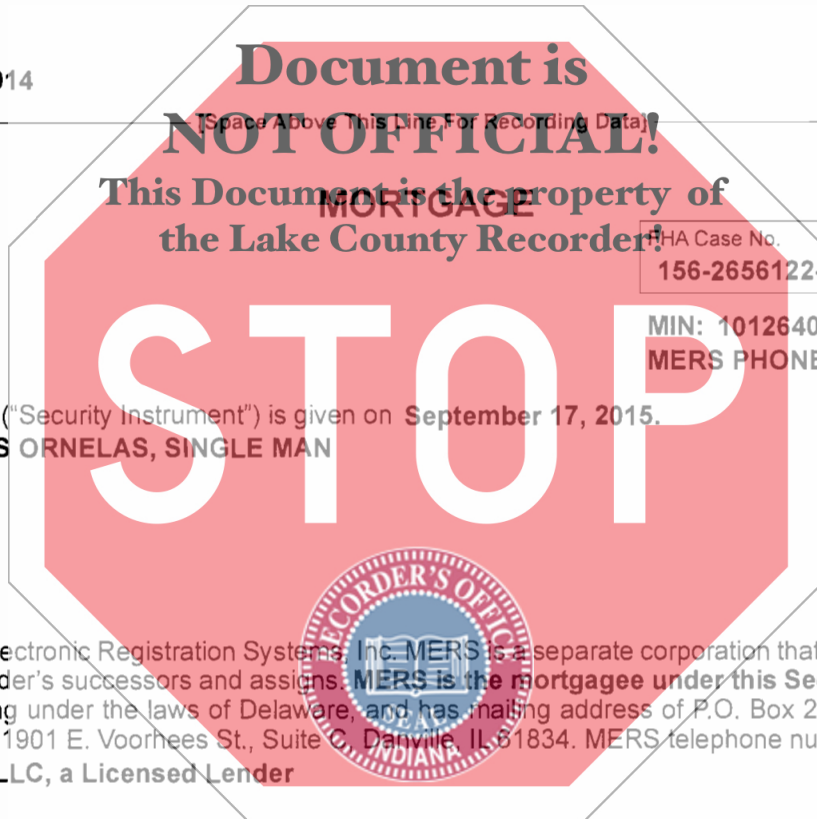 Document is
014
NOT OFFICIAL!
[Space Above This Line For Recording Data]
This Document is the property of
MORTGAGE
the Lake County Recorder!
FHA Case No.
156-2656122-
MIN: 1012640
MERS PHONE
STOP
("Security Instrument") is given on September 17, 2015.
S ORNELAS, SINGLE MAN
RECORDER'S OFFICE
ectronic Registration Systems, Inc. MERS is a separate corporation that
der's successors and assigns. MERS is the mortgagee under this Se
ng under the laws of Delaware, and has mailing address of P.O. Box 2
SEAL
1901 E. Voorhees St., Suite C, Danville, IL 61834. MERS telephone nu
INDIANA
LLC, a Licensed Lender